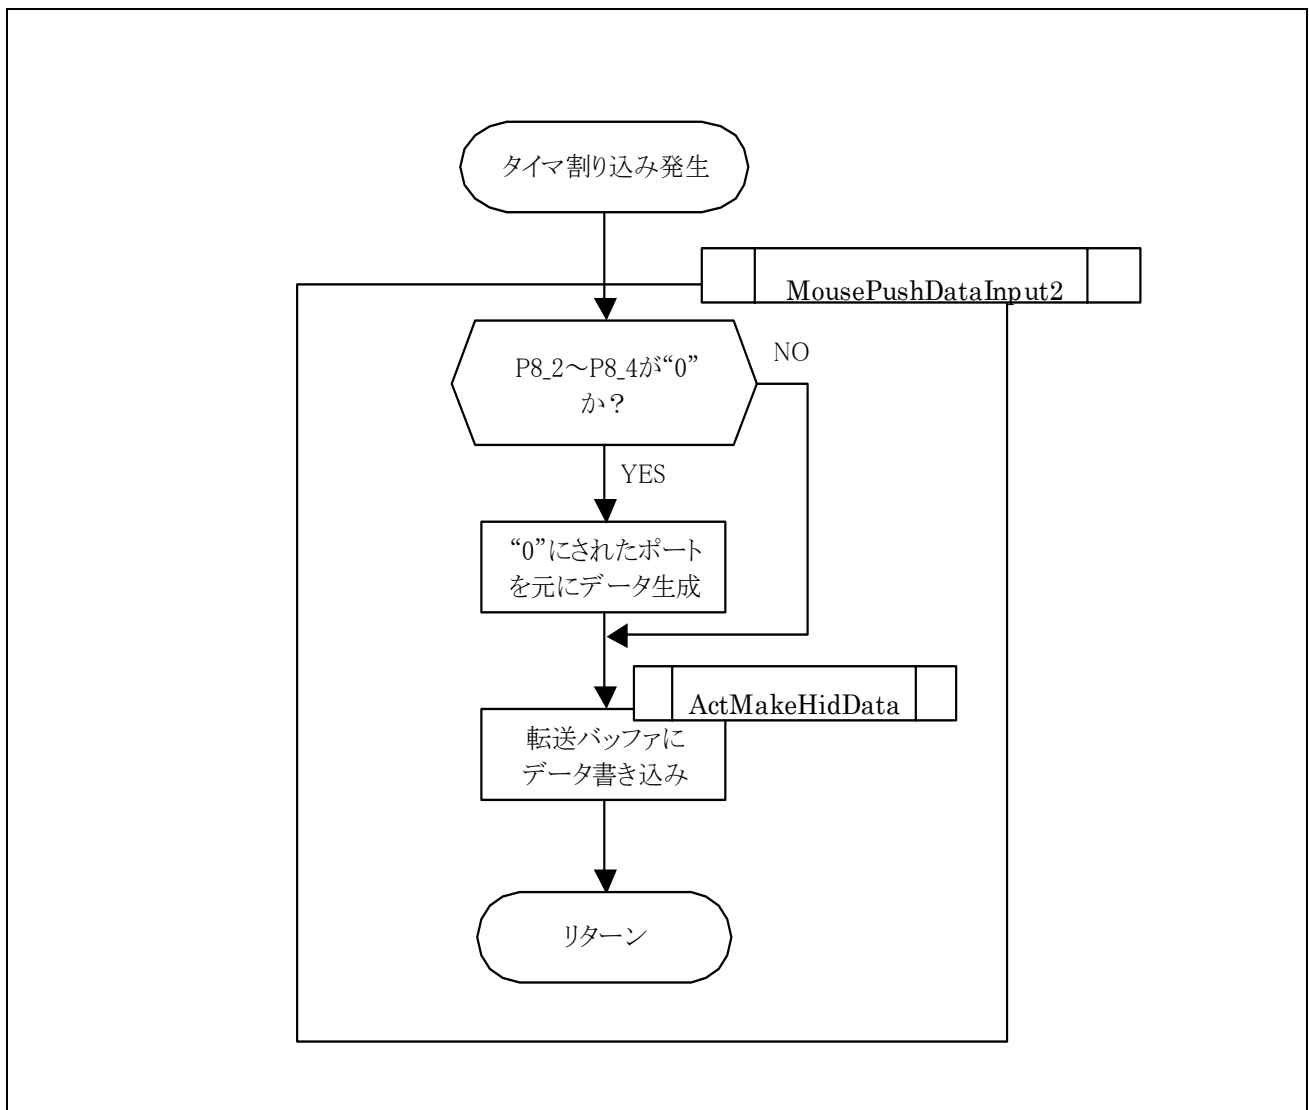 タイマ割り込み発生
MousePushDataInput2
P8_2～P8_4が“0”
か？
NO
YES
“0”にされたポート
を元にデータ生成
ActMakeHidData
転送バッファに
データ書き込み
リターン